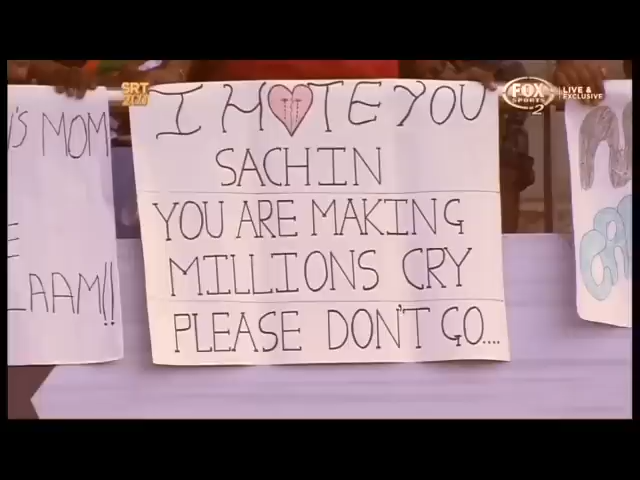 SRT
I H♥TE YOU
SACHIN
YOU ARE MAKING
MILLIONS CRY
PLEASE DON'T GO....
'S MOM
LAAM!!
FOX
SPORTS
2
LIVE &
EXCLUSIVE